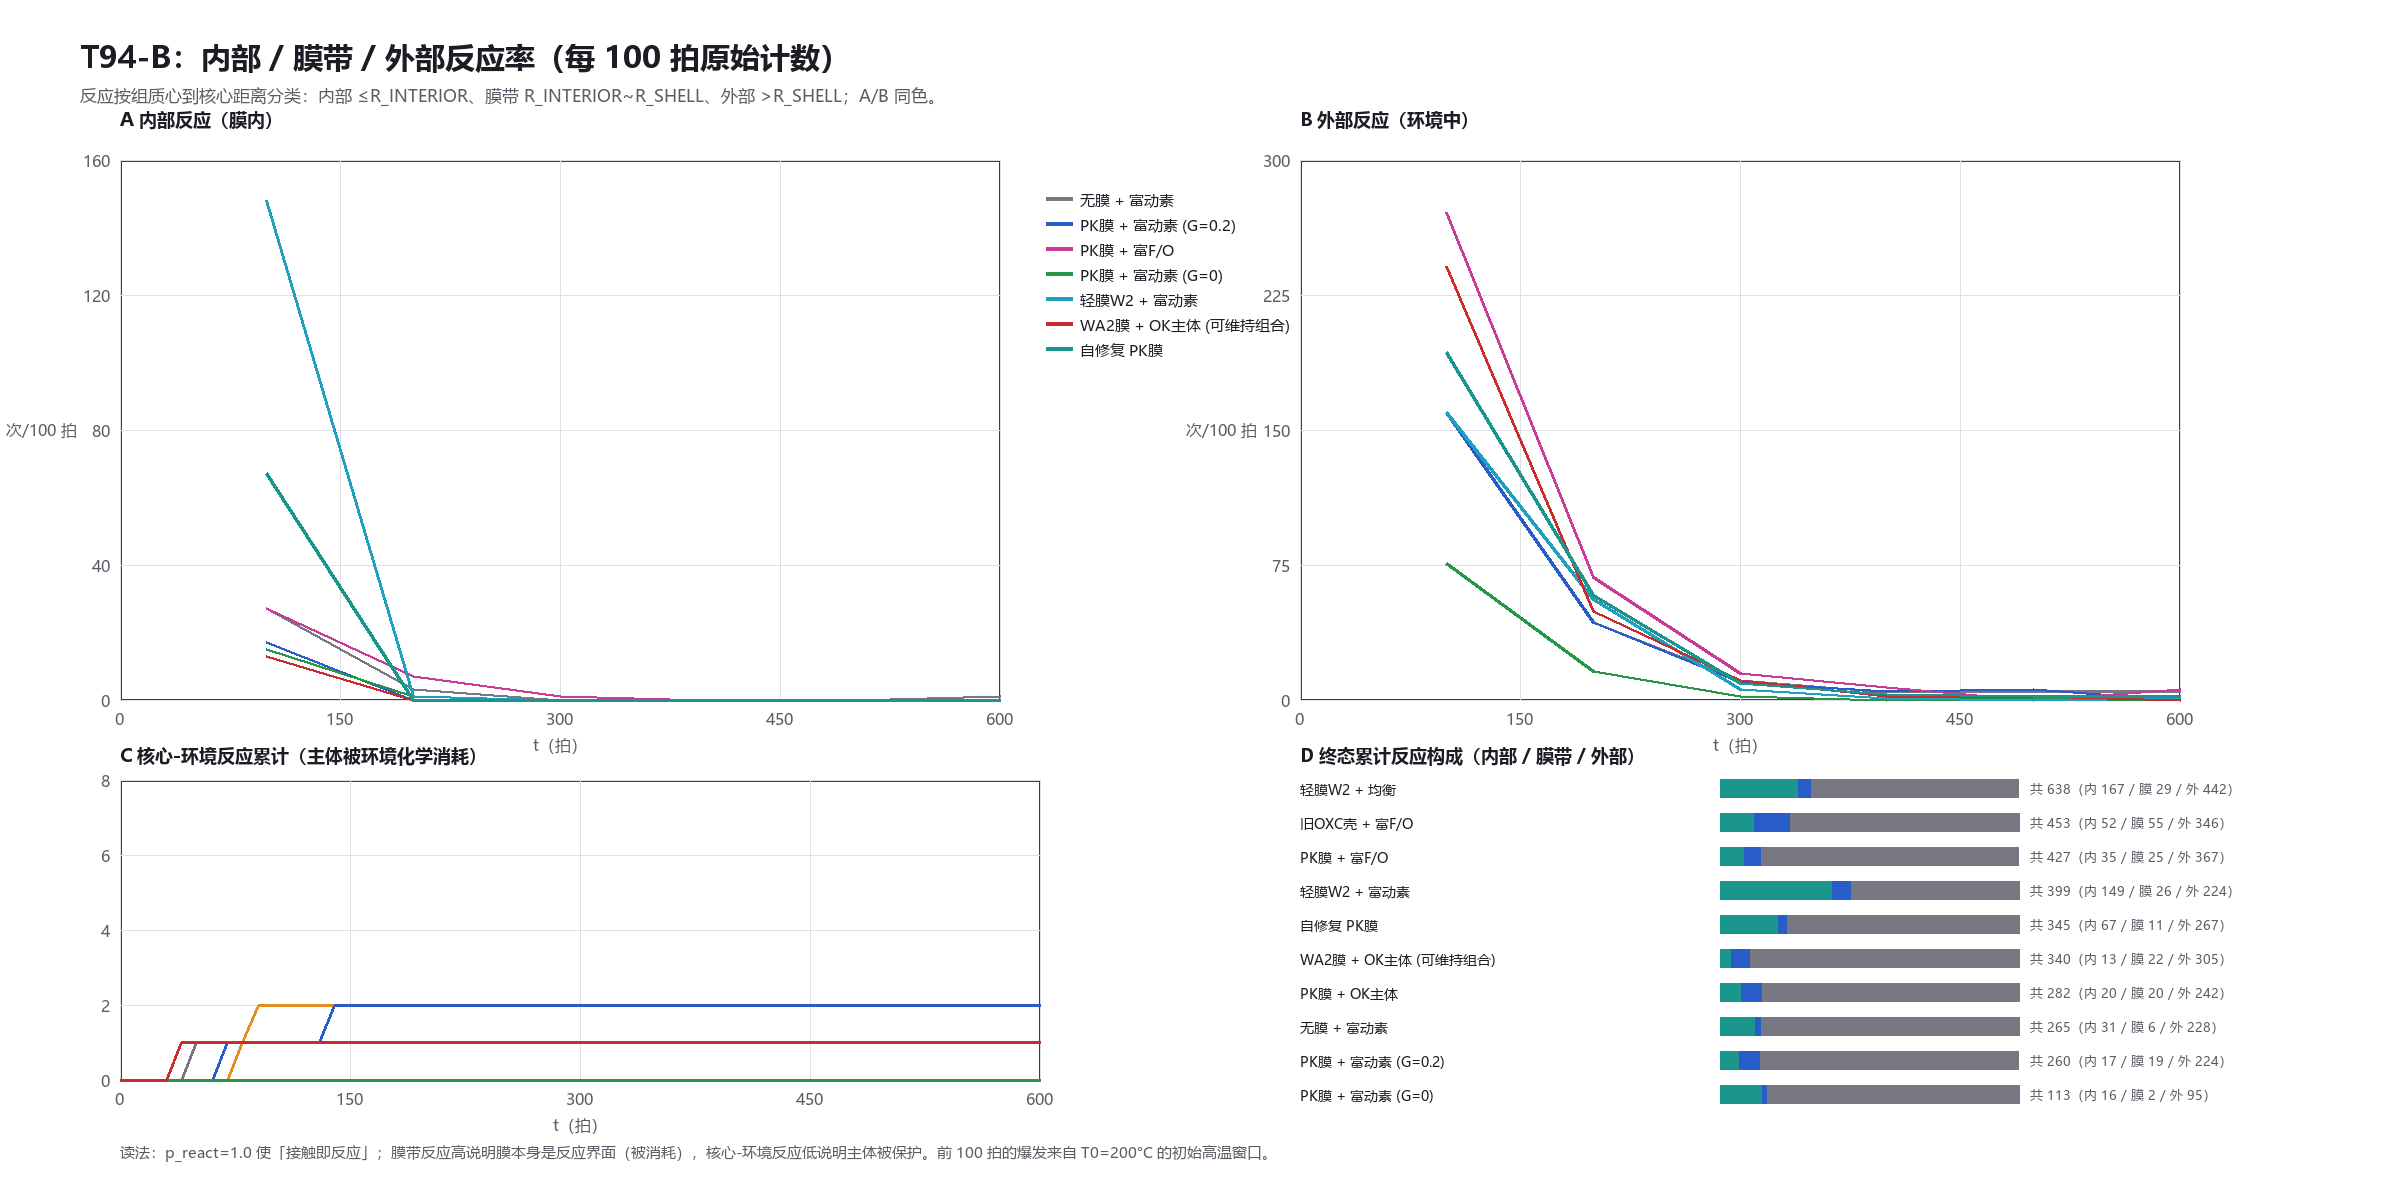 T94-B：内部 / 膜带 / 外部反应率（每 100 拍原始计数）
反应按组质心到核心距离分类：内部 ≤R_INTERIOR、膜带 R_INTERIOR~R_SHELL、外部 >R_SHELL；A/B 同色。
A 内部反应（膜内）
160
120
次/100 拍
80
40
0
0
150
300
450
600
t（拍）
无膜 + 富动素
PK膜 + 富动素 (G=0.2)
PK膜 + 富F/O
PK膜 + 富动素 (G=0)
轻膜W2 + 富动素
WA2膜 + OK主体 (可维持组合)
自修复 PK膜
B 外部反应（环境中）
300
225
次/100 拍
150
75
0
0
150
300
450
600
t（拍）
C 核心-环境反应累计（主体被环境化学消耗）
8
6
4
2
0
0
150
300
450
600
t（拍）
D 终态累计反应构成（内部 / 膜带 / 外部）
轻膜W2 + 均衡
共 638（内 167 / 膜 29 / 外 442）
旧OXC壳 + 富F/O
共 453（内 52 / 膜 55 / 外 346）
PK膜 + 富F/O
共 427（内 35 / 膜 25 / 外 367）
轻膜W2 + 富动素
共 399（内 149 / 膜 26 / 外 224）
自修复 PK膜
共 345（内 67 / 膜 11 / 外 267）
WA2膜 + OK主体 (可维持组合)
共 340（内 13 / 膜 22 / 外 305）
PK膜 + OK主体
共 282（内 20 / 膜 20 / 外 242）
无膜 + 富动素
共 265（内 31 / 膜 6 / 外 228）
PK膜 + 富动素 (G=0.2)
共 260（内 17 / 膜 19 / 外 224）
PK膜 + 富动素 (G=0)
共 113（内 16 / 膜 2 / 外 95）
读法：p_react=1.0 使「接触即反应」；膜带反应高说明膜本身是反应界面（被消耗），核心-环境反应低说明主体被保护。前 100 拍的爆发来自 T0=200°C 的初始高温窗口。